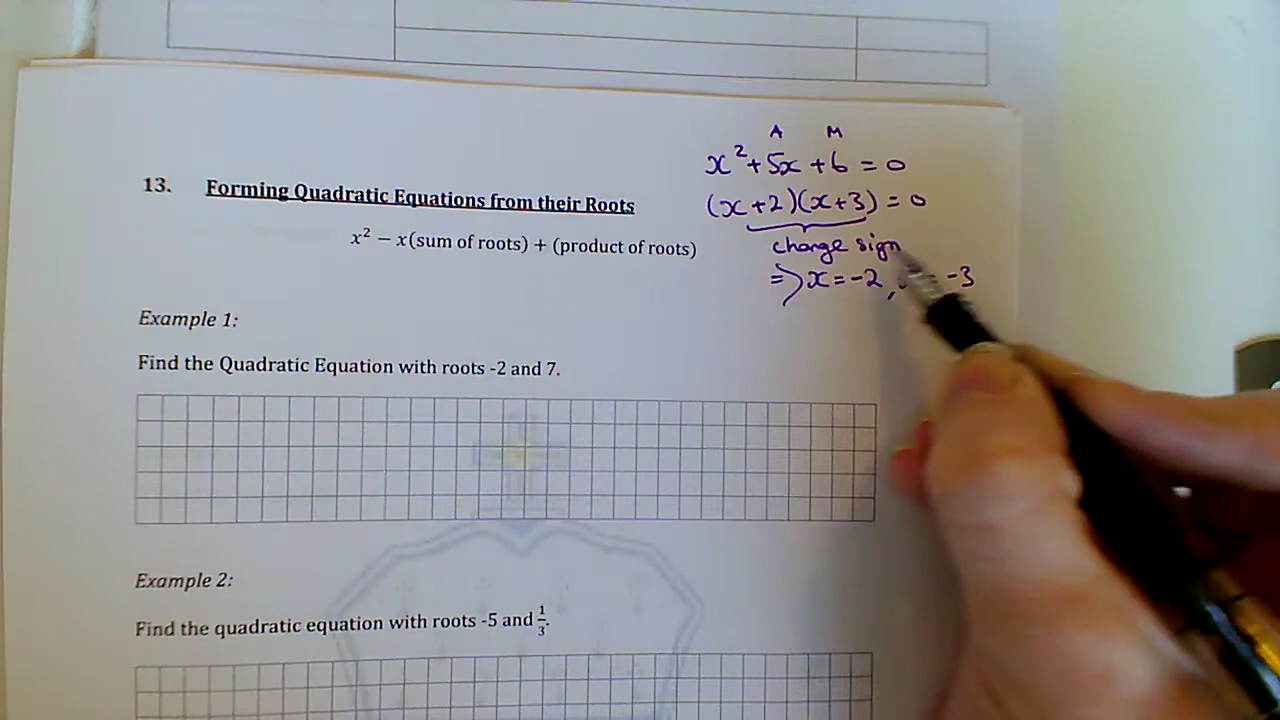 A M
x² + 5x + 6 = 0
(x + 2)(x + 3) = 0
change sign
⇒ x = -2, -3
13. Forming Quadratic Equations from their Roots
x² − x(sum of roots) + (product of roots)
Example 1:
Find the Quadratic Equation with roots -2 and 7.
Example 2:
Find the quadratic equation with roots -5 and 1/3.